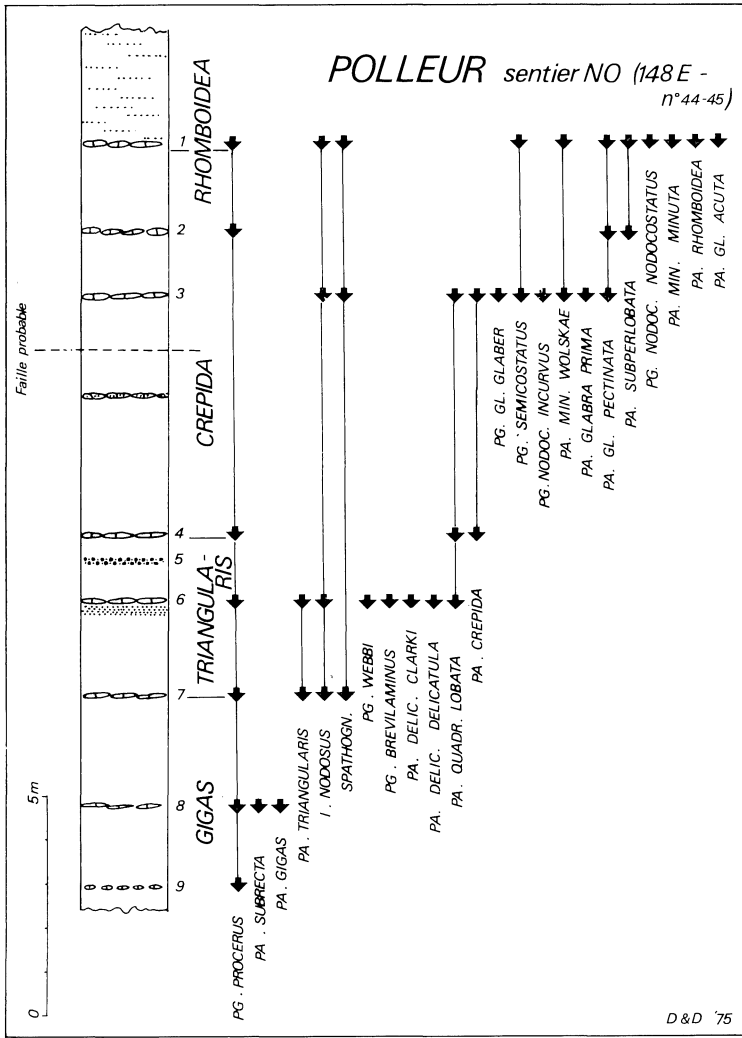 POLLEUR sentier NO (148 E -
n° 44-45)
RHOMBOIDEA
CREPIDA
TRIANGULA-
RIS
GIGAS
Faille probable
1
2
3
4
5
6
7
8
9
5m
0
PG. PROCERUS
PA. SUBRECTA
PA. GIGAS
PA. TRIANGULARIS
I. NODOSUS
SPATHOGN.
PG. WEBBI
PG. BREVILAMINUS
PA. DELIC. CLARKI
PA. DELIC. DELICATULA
PA. QUADR. LOBATA
PA. CREPIDA
PG. GL. GLABER
PG. SEMICOSTATUS
PG. NODOC. INCURVUS
PA. MIN. WOLSKAE
PA. GLABRA PRIMA
PA. GL. PECTINATA
PA. SUBPERLOBATA
PG. NODOC. NODOCOSTATUS
PA. MIN. MINUTA
PA. RHOMBOIDEA
PA. GL. ACUTA
D & D '75